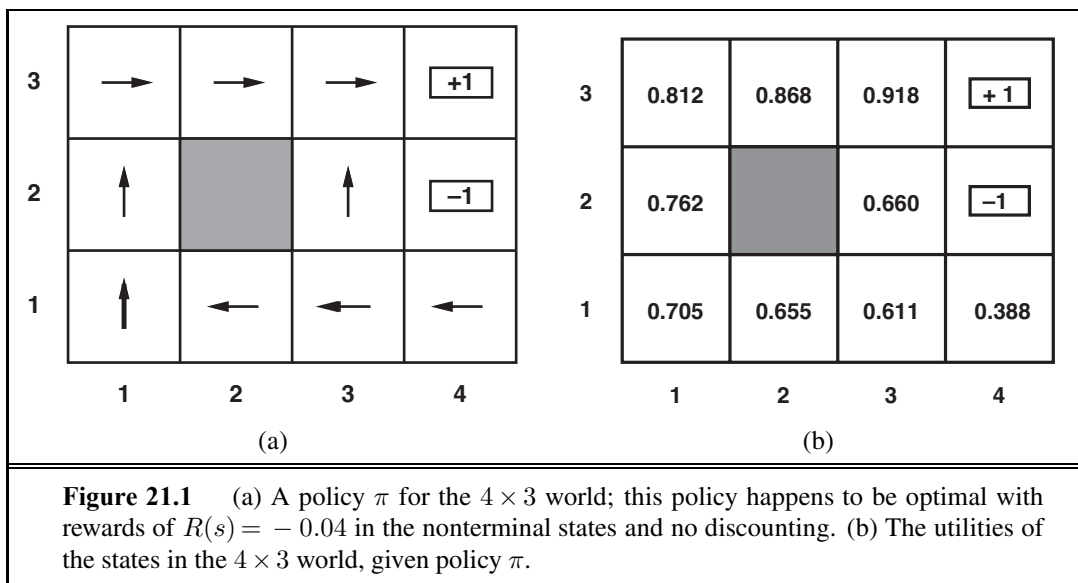 3 +1
2 –1
1
1 2 3 4
(a)
3 0.812 0.868 0.918 + 1
2 0.762 0.660 –1
1 0.705 0.655 0.611 0.388
1 2 3 4
(b)
Figure 21.1 (a) A policy π for the 4 × 3 world; this policy happens to be optimal with
rewards of R(s) = − 0.04 in the nonterminal states and no discounting. (b) The utilities of
the states in the 4 × 3 world, given policy π.